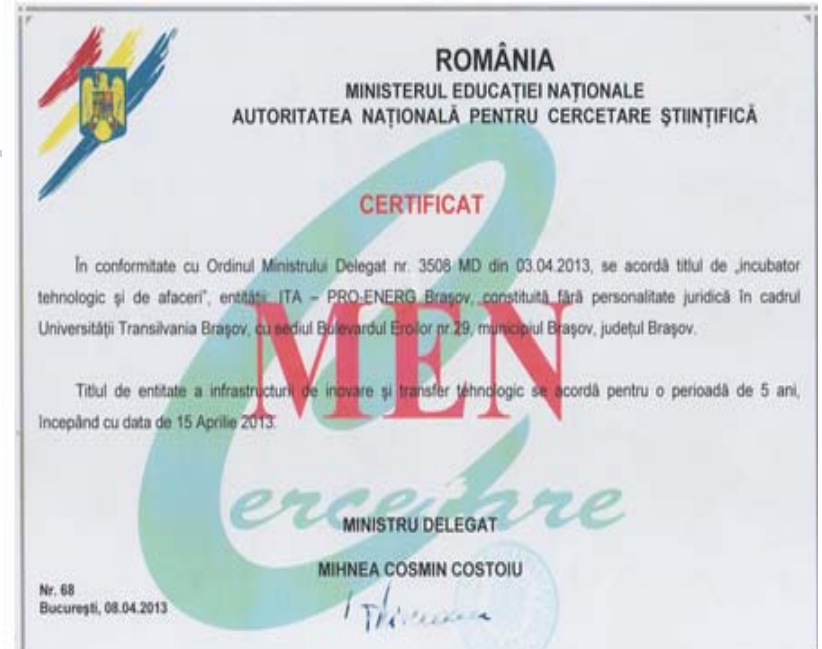 ROMÂNIA
MINISTERUL EDUCAȚIEI NAȚIONALE
AUTORITATEA NAȚIONALĂ PENTRU CERCETARE ȘTIINȚIFICĂ
CERTIFICAT
În conformitate cu Ordinul Ministrului Delegat nr. 3508 MD din 03.04.2013, se acordă titlul de „incubator
tehnologic și de afaceri”, entității: ITA – PRO-ENERG Brașov, constituită fără personalitate juridică în cadrul
Universității Transilvania Brașov, cu sediul Bulevardul Eroilor nr.29, municipiul Brașov, județul Brașov.
MEN
Titlul de entitate a infrastructurii de inovare și transfer tehnologic se acordă pentru o perioadă de 5 ani,
începând cu data de 15 Aprilie 2013.
Cercetare
MINISTRU DELEGAT
MIHNEA COSMIN COSTOIU
Nr. 68
București, 08.04.2013